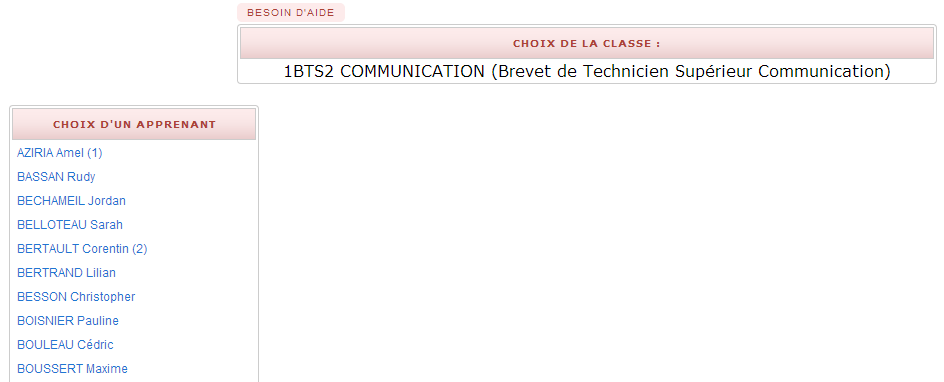 BESOIN D'AIDE
CHOIX DE LA CLASSE :
1BTS2 COMMUNICATION (Brevet de Technicien Supérieur Communication)
CHOIX D'UN APPRENANT
AZIRIA Amel (1)
BASSAN Rudy
BECHAMEIL Jordan
BELLOTEAU Sarah
BERTAULT Corentin (2)
BERTRAND Lilian
BESSON Christopher
BOISNIER Pauline
BOULEAU Cédric
BOUSSERT Maxime